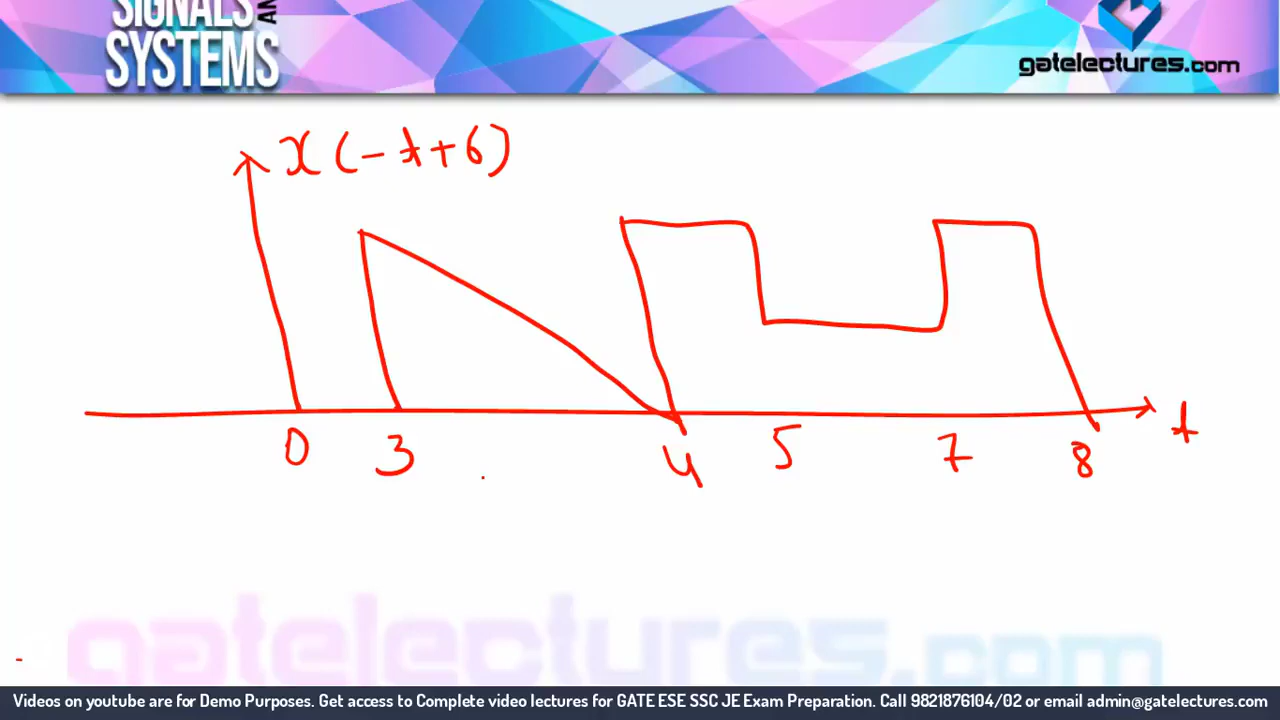 SIGNALS AND
SYSTEMS
gatelectures.com
x(-t+6)
0 3 4 5 7 8 t
gatelectures.com
Videos on youtube are for Demo Purposes. Get access to Complete video lectures for GATE ESE SSC JE Exam Preparation. Call 9821876104/02 or email admin@gatelectures.com